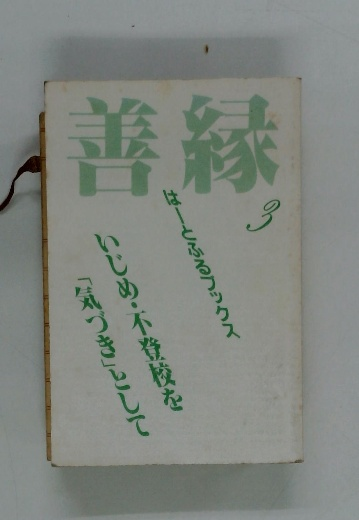 善縁
3
はーとふるブックス
いじめ・不登校を
「気づき」として